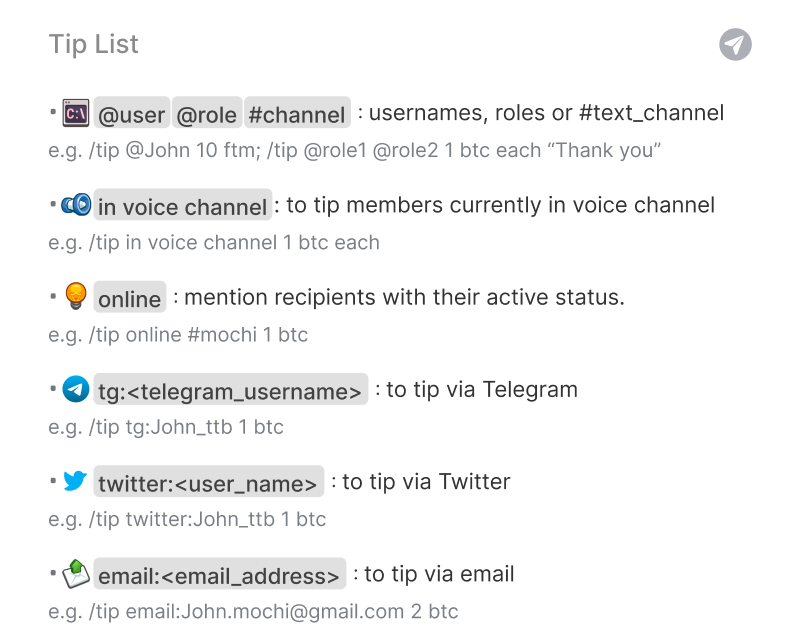 Tip List
• C:\ @user @role #channel : usernames, roles or #text_channel
e.g. /tip @John 10 ftm; /tip @role1 @role2 1 btc each “Thank you”
• in voice channel : to tip members currently in voice channel
e.g. /tip in voice channel 1 btc each
• online : mention recipients with their active status.
e.g. /tip online #mochi 1 btc
• tg:<telegram_username> : to tip via Telegram
e.g. /tip tg:John_ttb 1 btc
• twitter:<user_name> : to tip via Twitter
e.g. /tip twitter:John_ttb 1 btc
• email:<email_address> : to tip via email
e.g. /tip email:John.mochi@gmail.com 2 btc